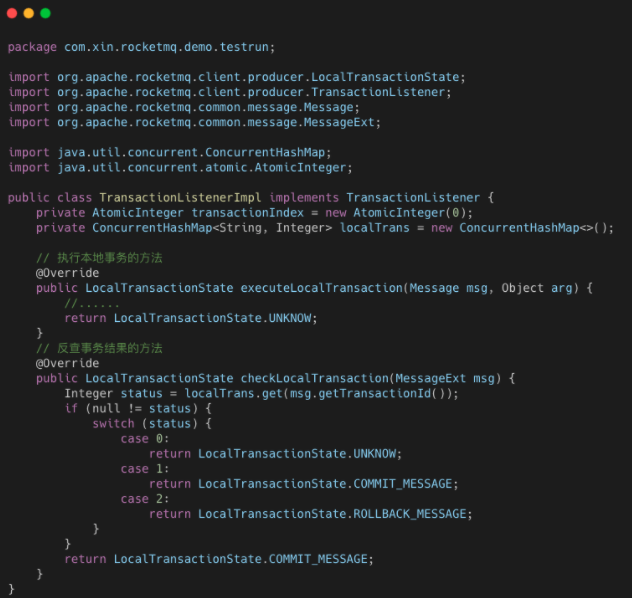 package com.xin.rocketmq.demo.testrun;
import org.apache.rocketmq.client.producer.LocalTransactionState;
import org.apache.rocketmq.client.producer.TransactionListener;
import org.apache.rocketmq.common.message.Message;
import org.apache.rocketmq.common.message.MessageExt;
import java.util.concurrent.ConcurrentHashMap;
import java.util.concurrent.atomic.AtomicInteger;
public class TransactionListenerImpl implements TransactionListener {
    private AtomicInteger transactionIndex = new AtomicInteger(0);
    private ConcurrentHashMap<String, Integer> localTrans = new ConcurrentHashMap<>();
    // 执行本地事务的方法
    @Override
    public LocalTransactionState executeLocalTransaction(Message msg, Object arg) {
        //......
        return LocalTransactionState.UNKNOW;
    }
    // 反查事务结果的方法
    @Override
    public LocalTransactionState checkLocalTransaction(MessageExt msg) {
        Integer status = localTrans.get(msg.getTransactionId());
        if (null != status) {
            switch (status) {
                case 0:
                    return LocalTransactionState.UNKNOW;
                case 1:
                    return LocalTransactionState.COMMIT_MESSAGE;
                case 2:
                    return LocalTransactionState.ROLLBACK_MESSAGE;
            }
        }
        return LocalTransactionState.COMMIT_MESSAGE;
    }
}